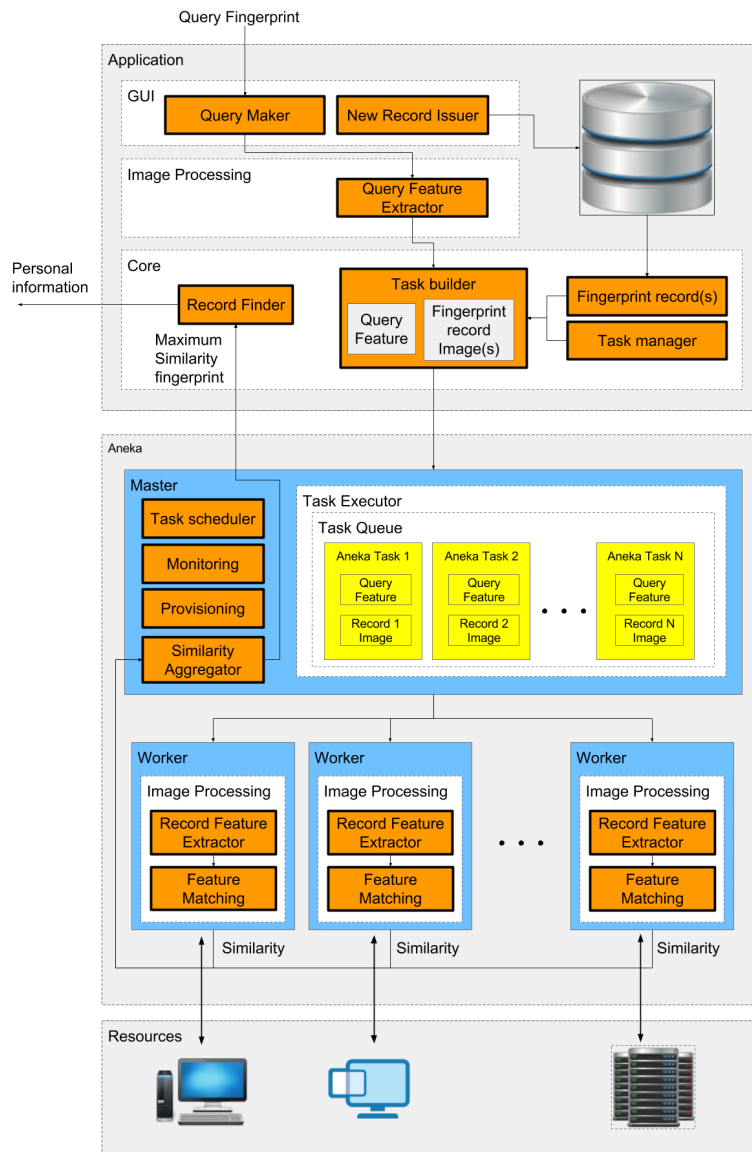 Query Fingerprint
Application
GUI
Query Maker
New Record Issuer
Image Processing
Query Feature
Extractor
Core
Personal
information
Record Finder
Maximum
Similarity
fingerprint
Task builder
Query
Feature
Fingerprint
record
Image(s)
Fingerprint record(s)
Task manager
Aneka
Master
Task scheduler
Monitoring
Provisioning
Similarity
Aggregator
Task Executor
Task Queue
Aneka Task 1
Query
Feature
Record 1
Image
Aneka Task 2
Query
Feature
Record 2
Image
Aneka Task N
Query
Feature
Record N
Image
Worker
Image Processing
Record Feature
Extractor
Feature
Matching
Similarity
Worker
Image Processing
Record Feature
Extractor
Feature
Matching
Similarity
Worker
Image Processing
Record Feature
Extractor
Feature
Matching
Similarity
Resources